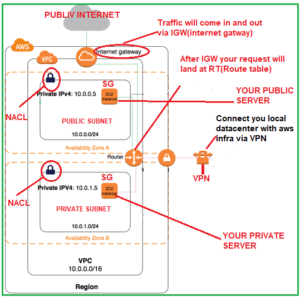 PUBLIV INTERNET
Traffic will come in and out
via IGW(internet gatway)
AWS
VPC
Internet gateway
After IGW your request will
land at RT(Route table)
Private IPv4: 10.0.0.5
SG
EC2
Instance
YOUR PUBLIC
SERVER
NACL
PUBLIC SUBNET
10.0.0.0/24
Connect you local
datacenter with aws
infra via VPN
Availability Zone A
Router
VPN
Private IPV4: 10.0.1.5
SG
EC2
Instance
NACL
PRIVATE SUBNET
10.0.1.0/24
YOUR PRIVATE
SERVER
Availability Zone B
VPC
10.0.0.0/16
Region